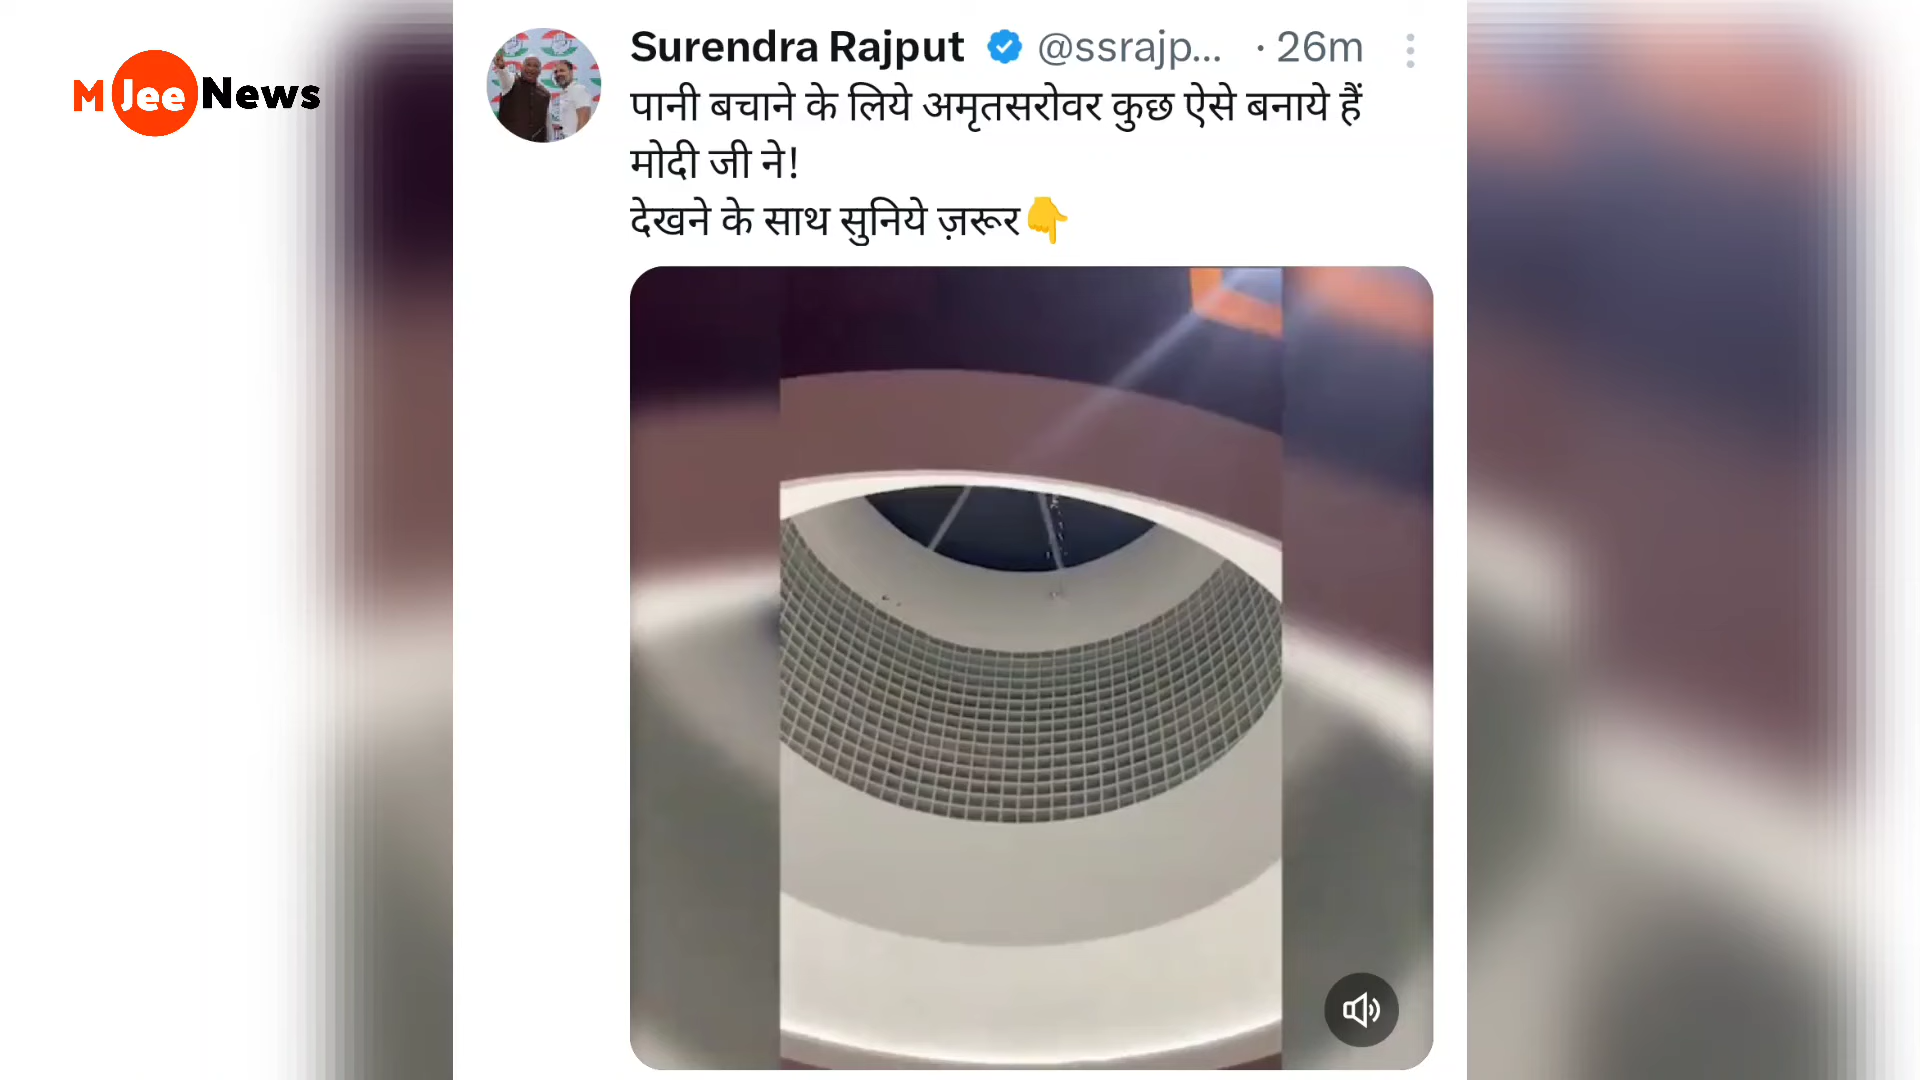 M Jee News
Surendra Rajput @ssrajp... · 26m
पानी बचाने के लिये अमृतसरोवर कुछ ऐसे बनाये हैं
मोदी जी ने!
देखने के साथ सुनिये ज़रूर👇